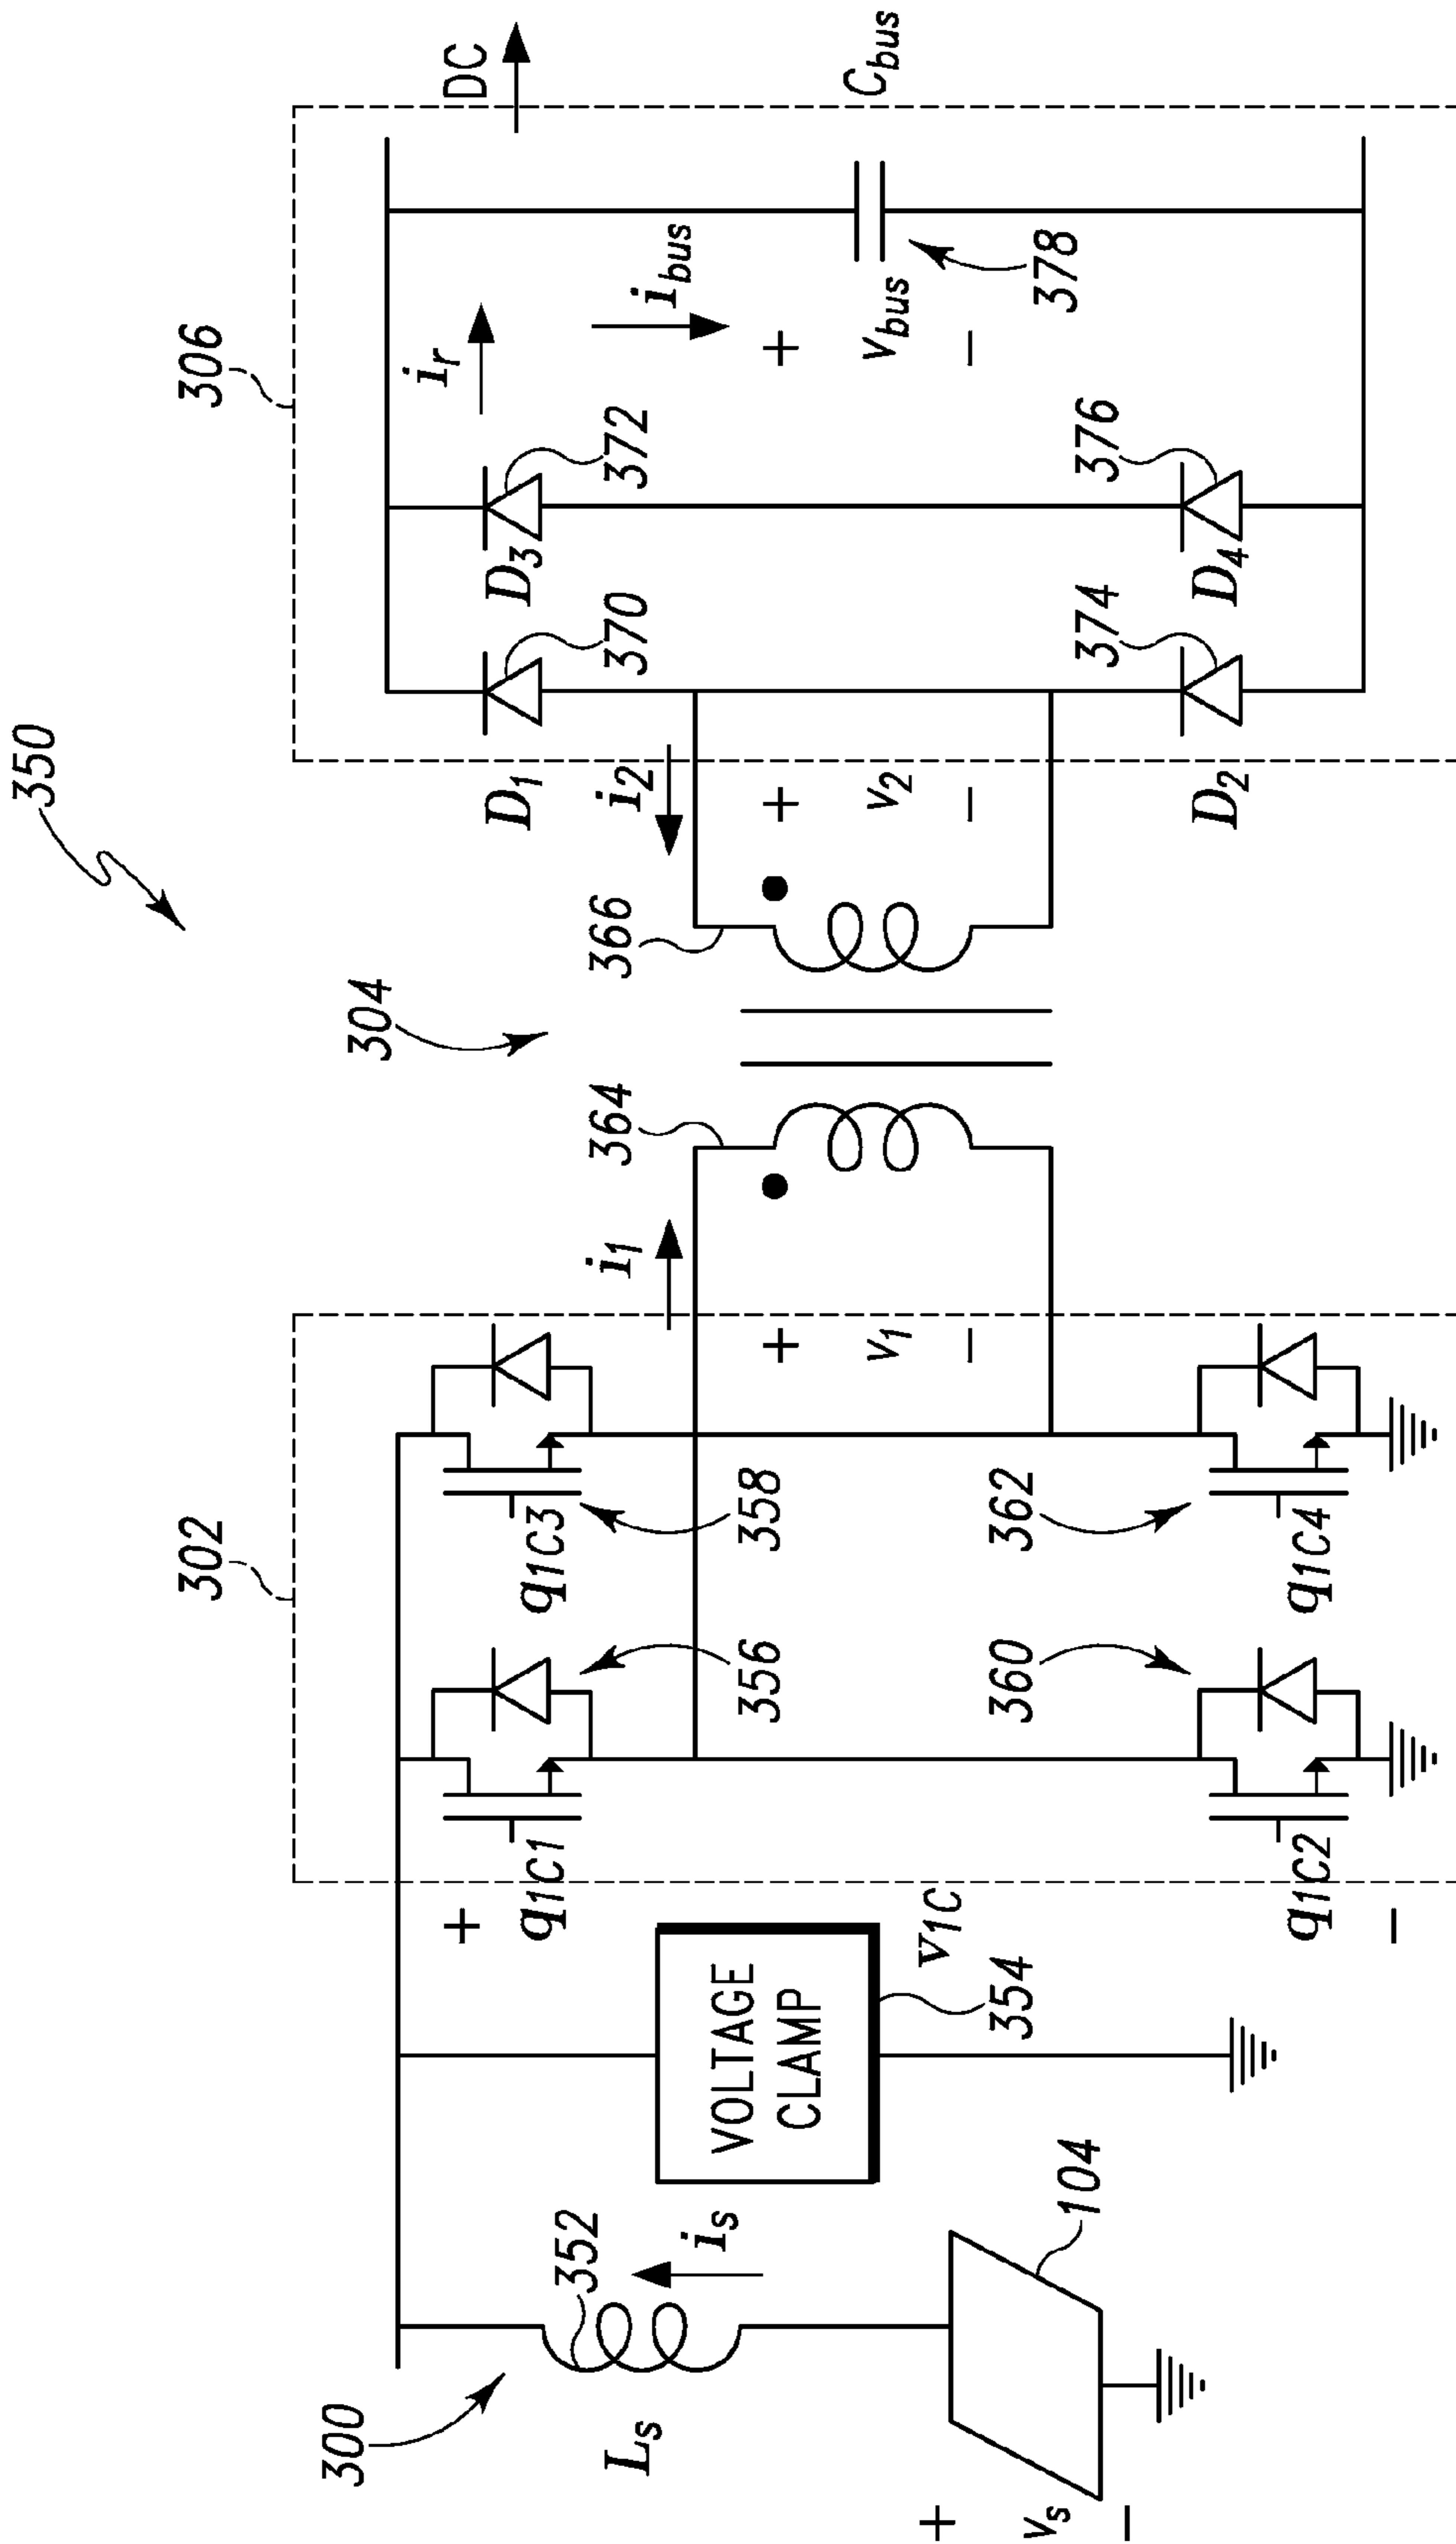 350
300
302
304
306
DC
L_s
352
i_s
v_s
+
−
104
VOLTAGE
CLAMP
354
v_1C
+
−
q_1C1
356
q_1C3
358
q_1C2
360
q_1C4
362
i_1
+
v_1
−
364
366
i_2
+
v_2
−
D_1
370
D_3
372
D_2
374
D_4
376
i_r
i_bus
+
v_bus
−
378
C_bus